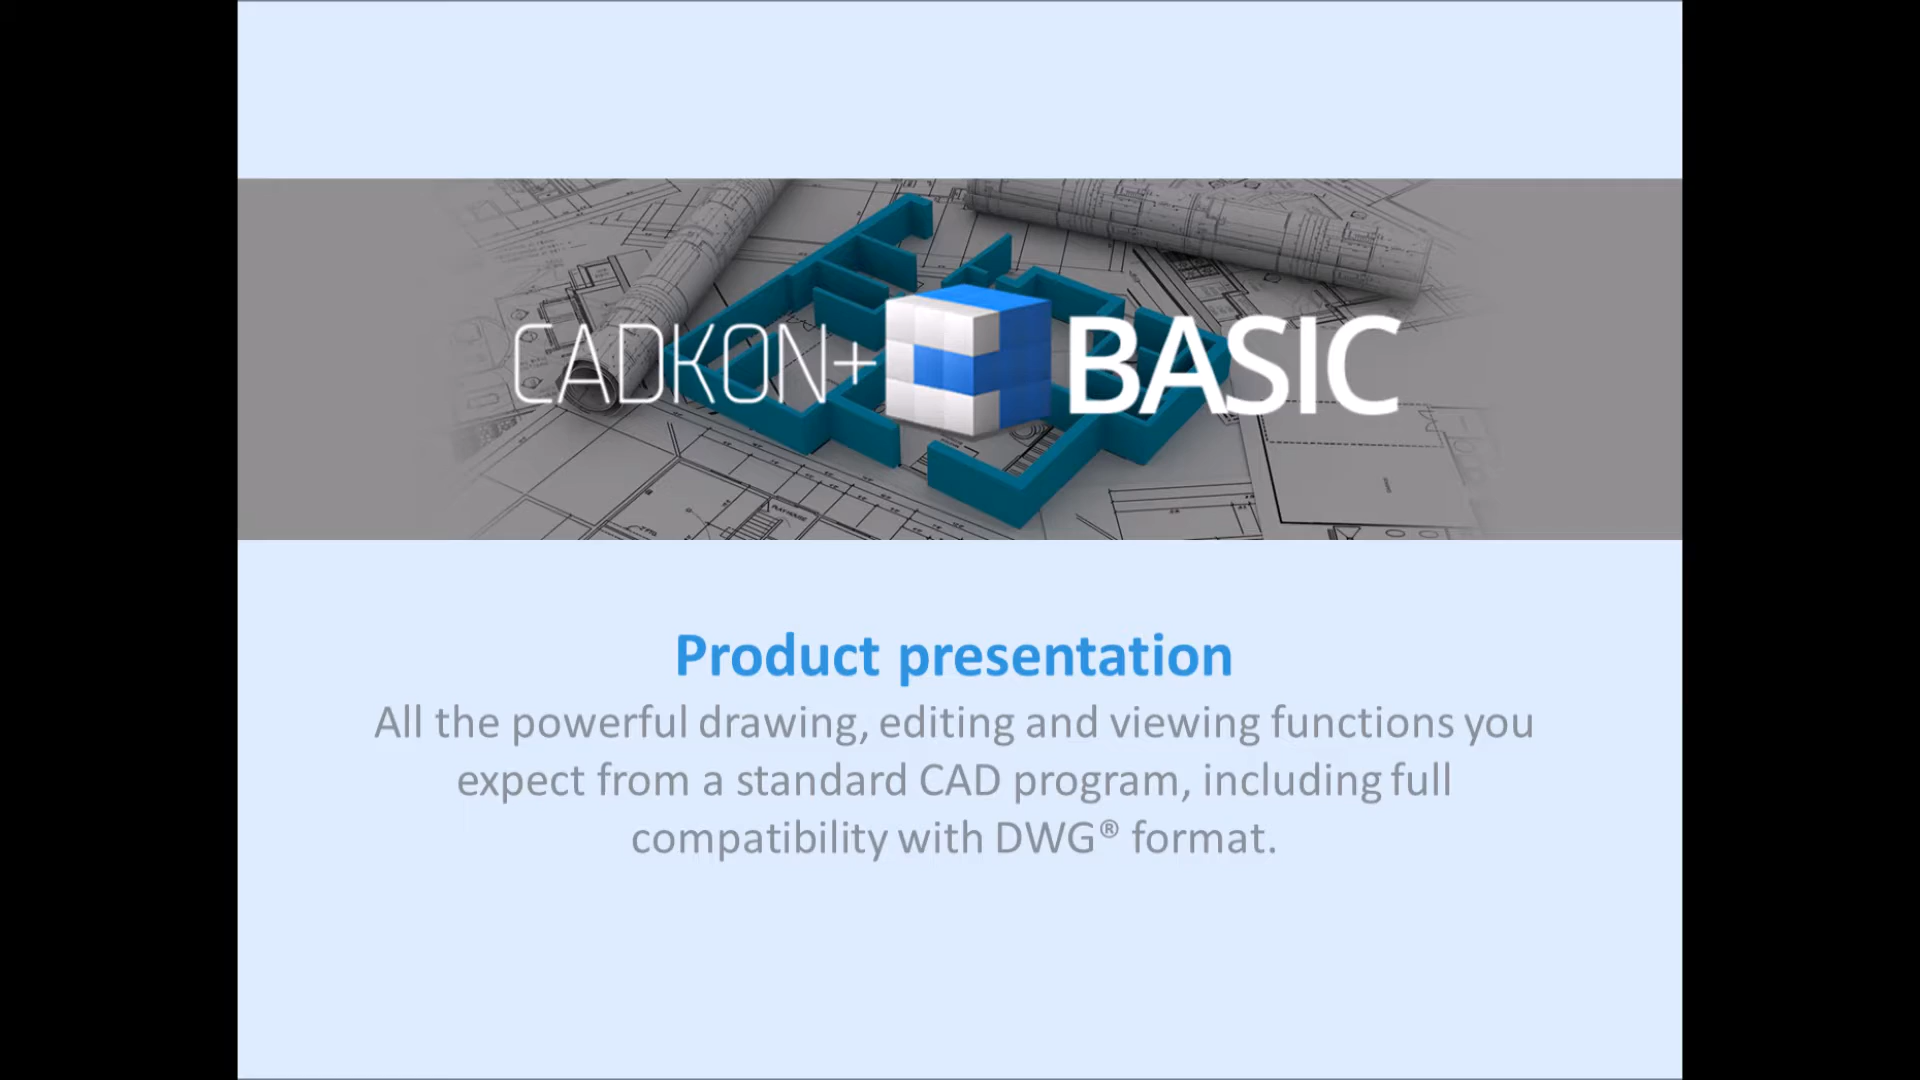 CADKON+ BASIC
Product presentation
All the powerful drawing, editing and viewing functions you
expect from a standard CAD program, including full
compatibility with DWG® format.